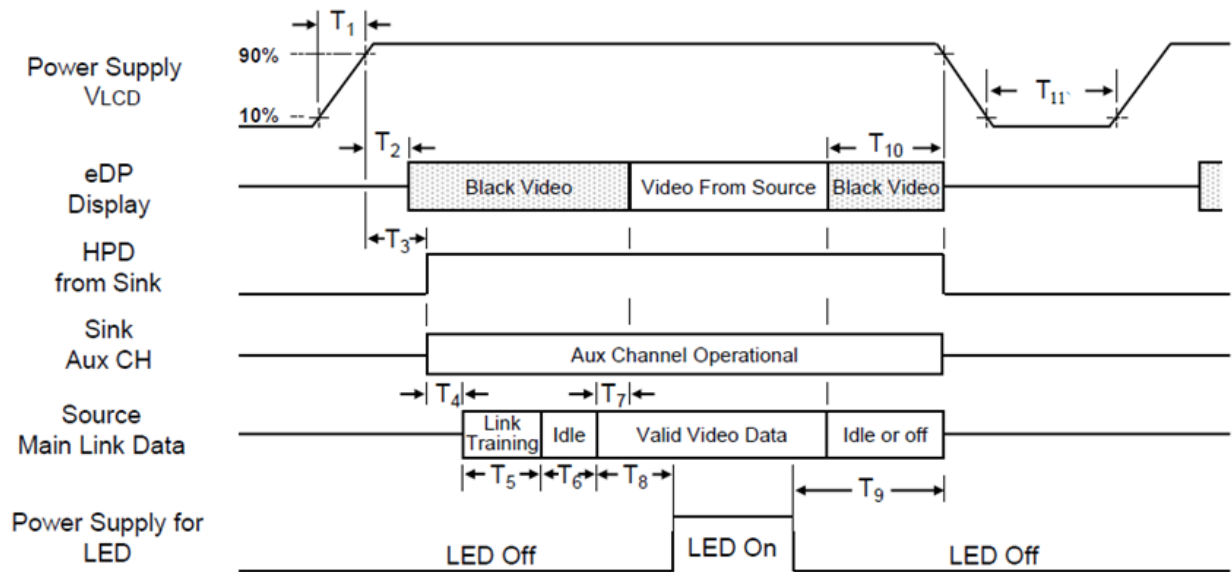 T1
90%
Power Supply
VLCD
10%
T11`
T2
T10
eDP
Display
Black Video
Video From Source
Black Video
T3
HPD
from Sink
Sink
Aux CH
Aux Channel Operational
T4
T7
Source
Main Link Data
Link
Training
Idle
Valid Video Data
Idle or off
T5
T6
T8
T9
Power Supply for
LED
LED Off
LED On
LED Off